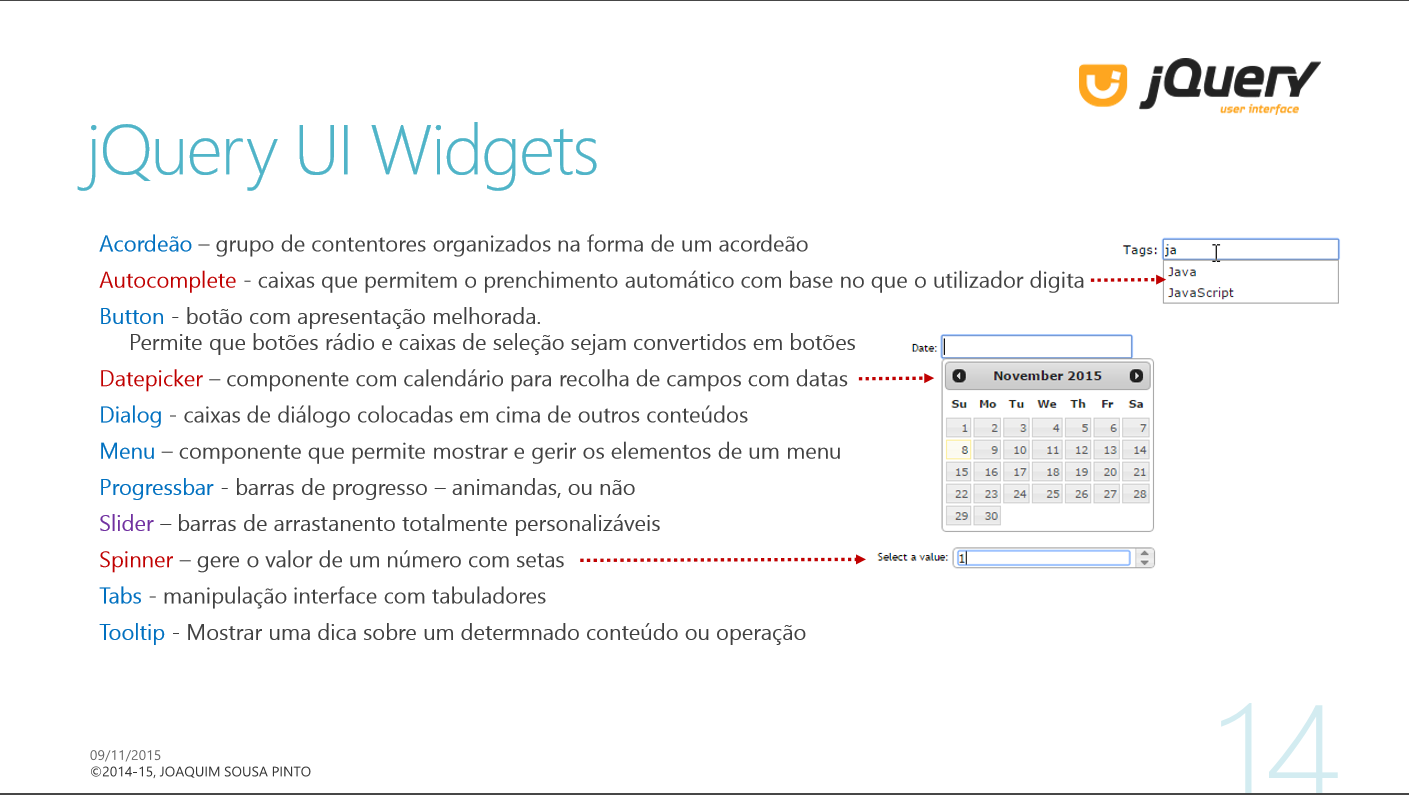 jQuery
user interface
jQuery UI Widgets
Acordeão – grupo de contentores organizados na forma de um acordeão
Autocomplete - caixas que permitem o prenchimento automático com base no que o utilizador digita
Tags: ja
Java
JavaScript
Button - botão com apresentação melhorada.
Permite que botões rádio e caixas de seleção sejam convertidos em botões
Datepicker – componente com calendário para recolha de campos com datas
Date:
November 2015
Su Mo Tu We Th Fr Sa
1 2 3 4 5 6 7
8 9 10 11 12 13 14
15 16 17 18 19 20 21
22 23 24 25 26 27 28
29 30
Dialog - caixas de diálogo colocadas em cima de outros conteúdos
Menu – componente que permite mostrar e gerir os elementos de um menu
Progressbar - barras de progresso – animandas, ou não
Slider – barras de arrastanento totalmente personalizáveis
Spinner – gere o valor de um número com setas
Select a value: 1
Tabs - manipulação interface com tabuladores
Tooltip - Mostrar uma dica sobre um determnado conteúdo ou operação
09/11/2015
©2014-15, JOAQUIM SOUSA PINTO
14